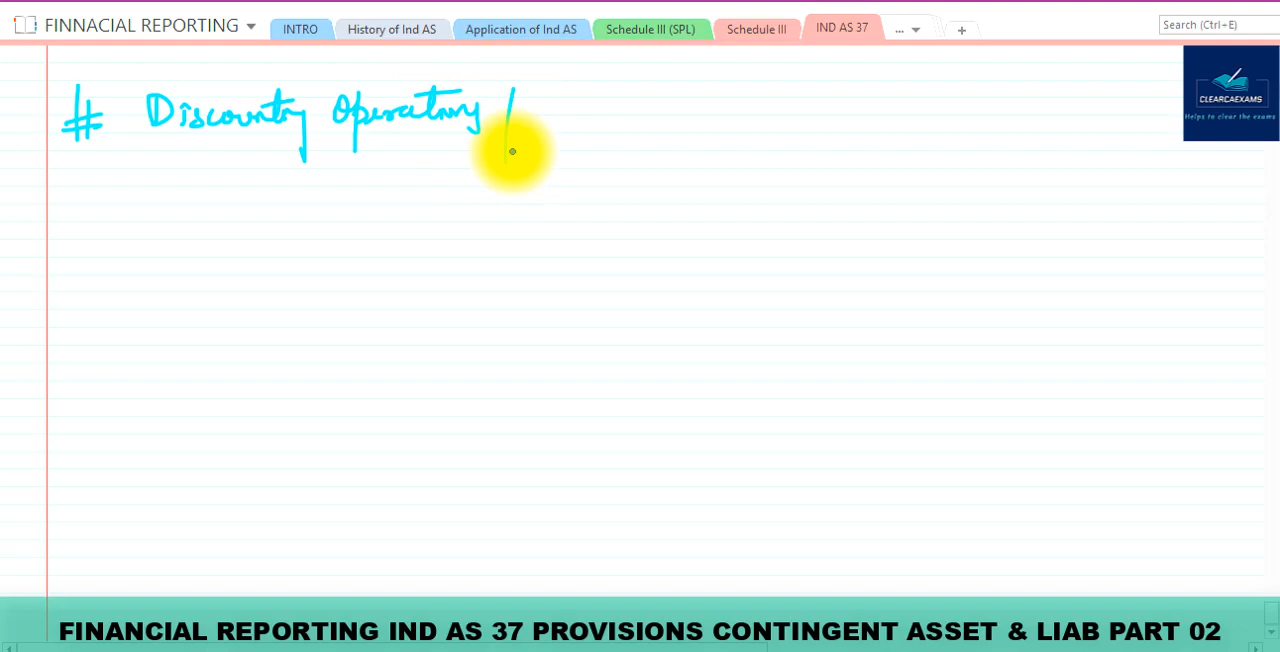 FINNACIAL REPORTING INTRO History of Ind AS Application of Ind AS Schedule III (SPL) Schedule III IND AS 37 ... + Search (Ctrl+E)
# Discounting Operating /
CLEARCAEXAMS
Helps to clear the exams
FINANCIAL REPORTING IND AS 37 PROVISIONS CONTINGENT ASSET & LIAB PART 02